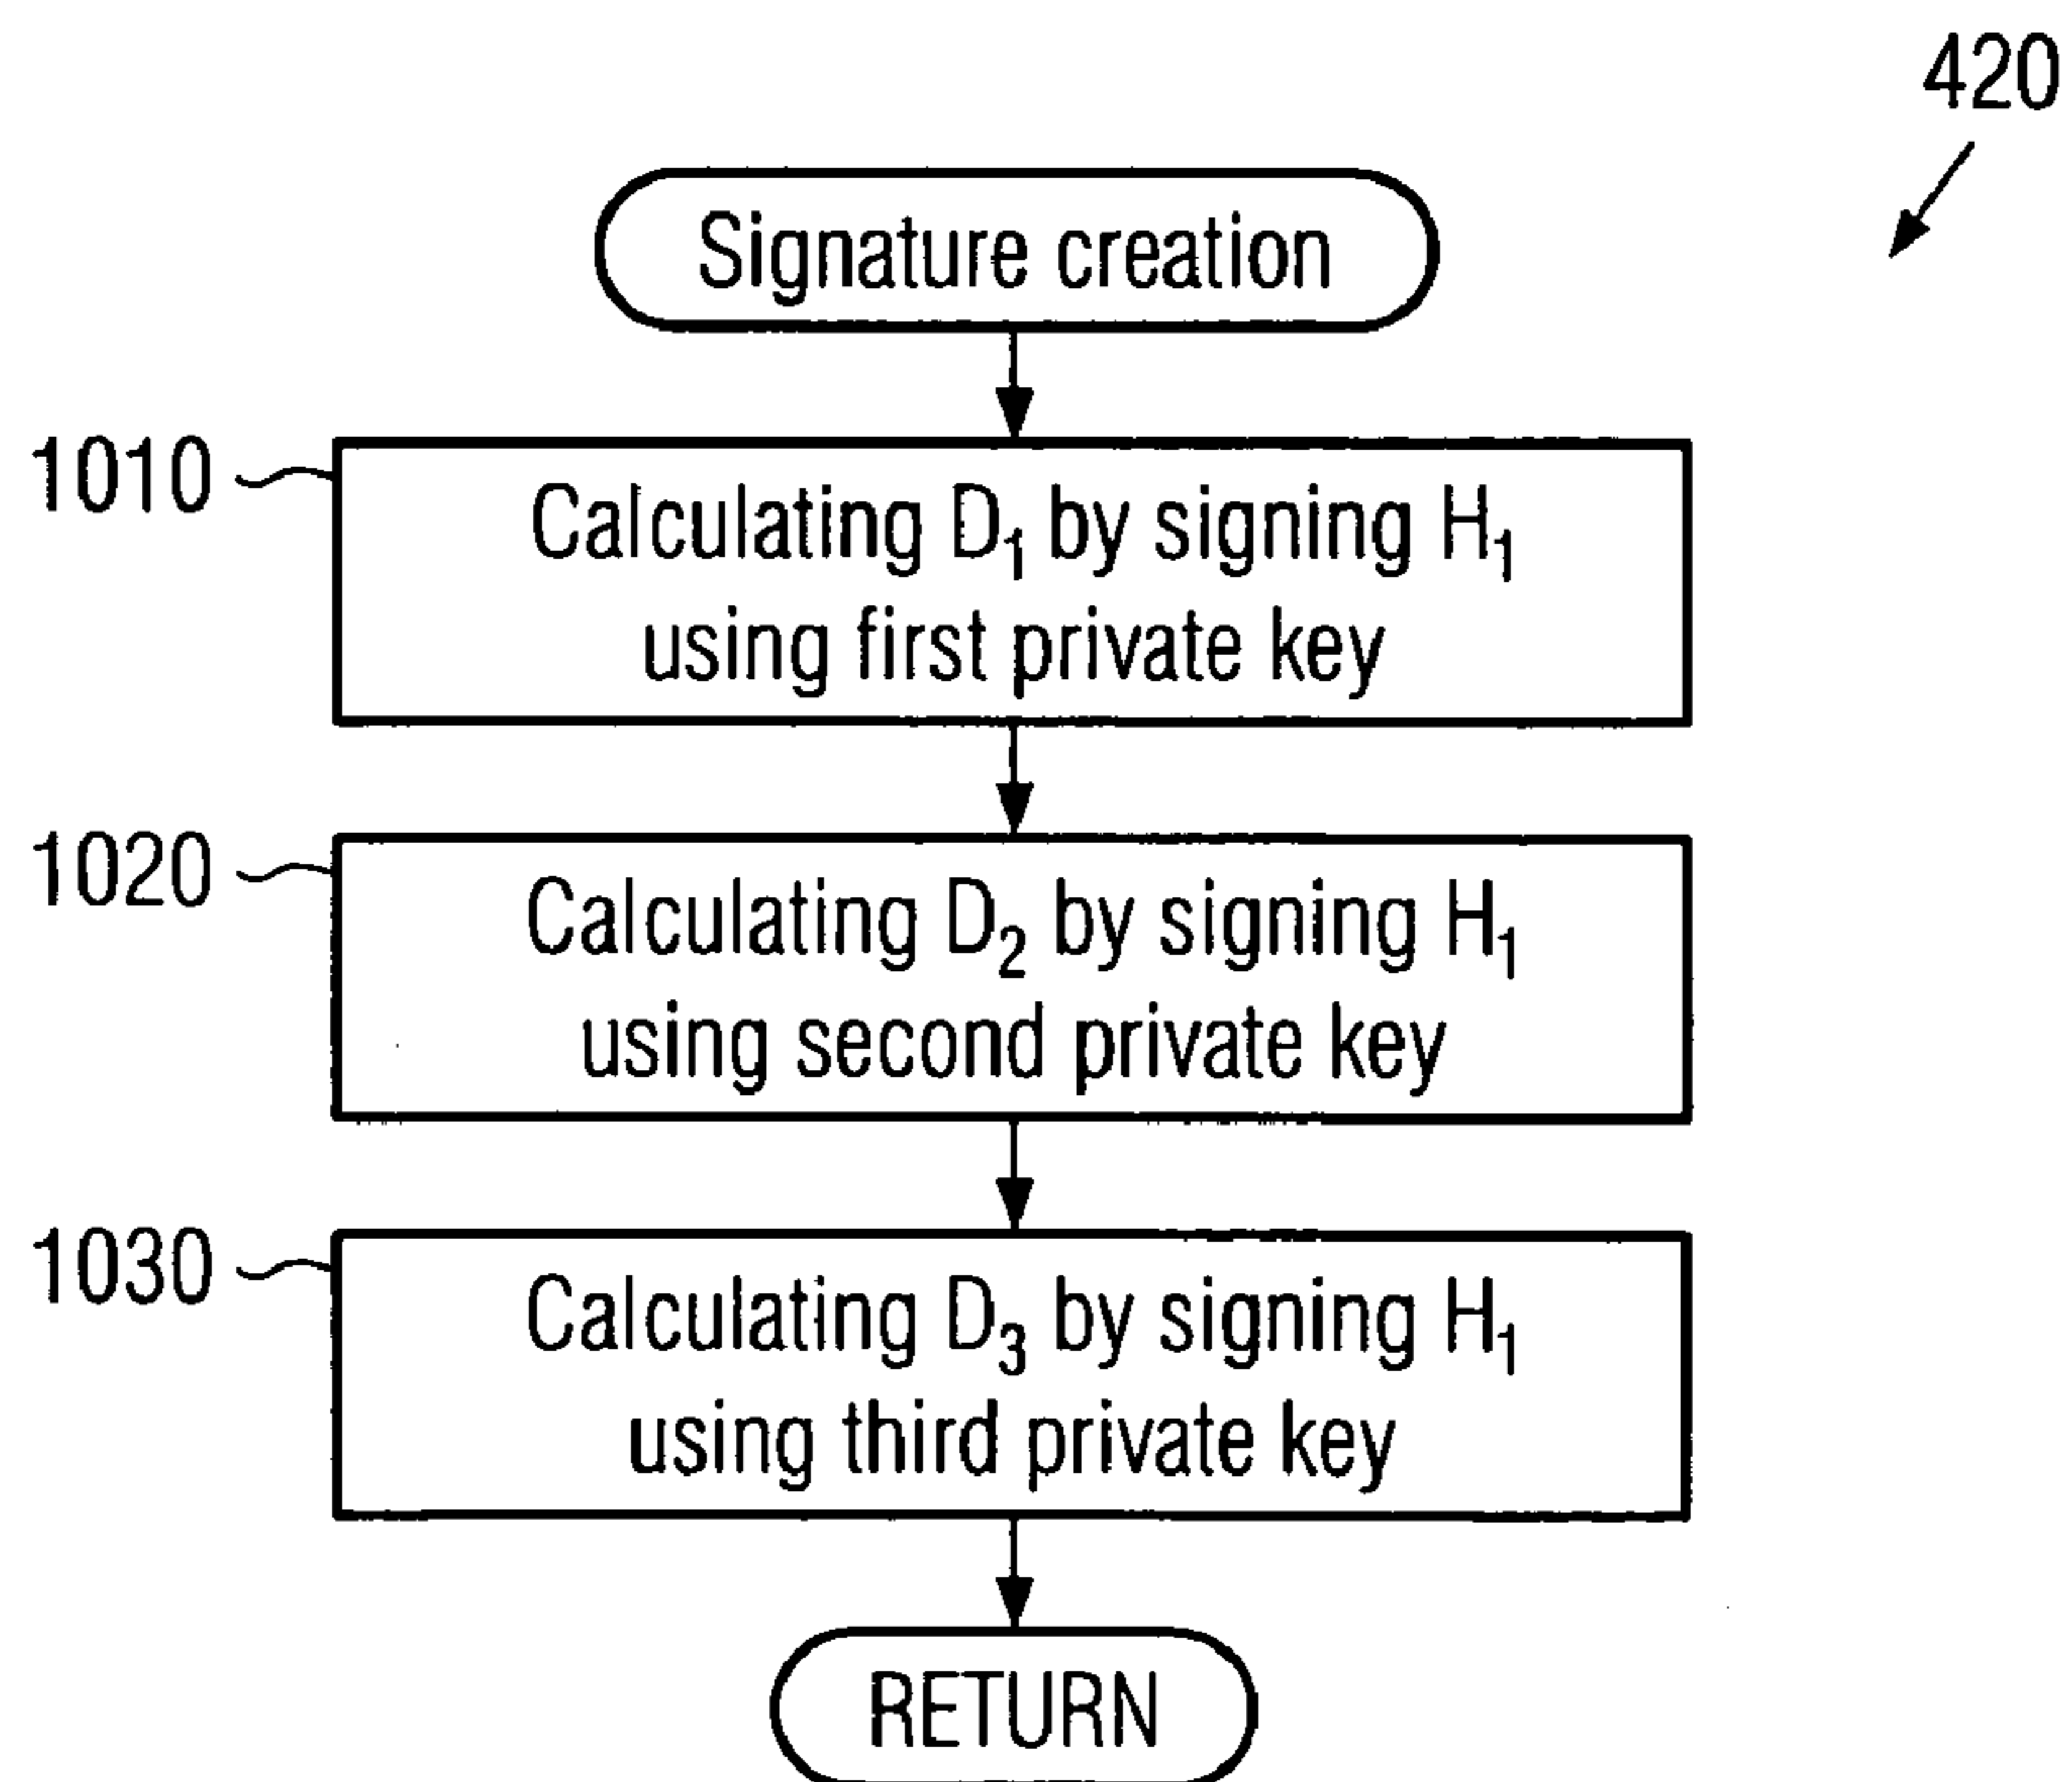 420
Signature creation
1010
Calculating D₁ by signing H₁
using first private key
1020
Calculating D₂ by signing H₁
using second private key
1030
Calculating D₃ by signing H₁
using third private key
RETURN